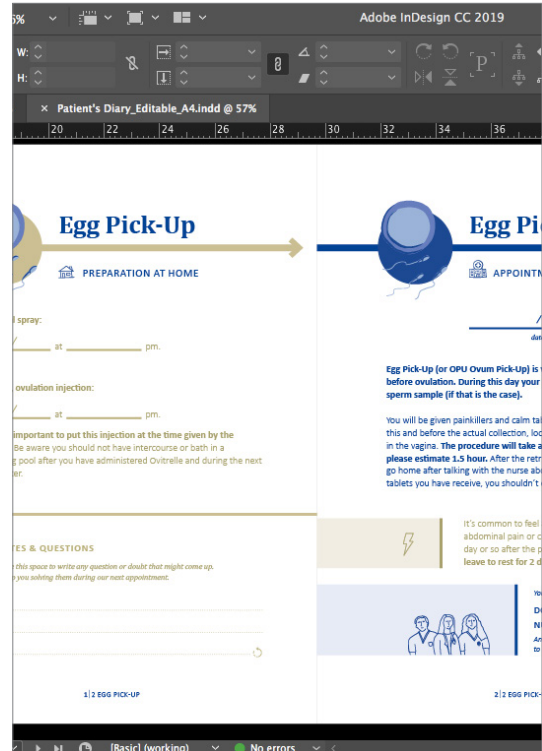 5%
Adobe InDesign CC 2019
W:
H:
P
× Patient's Diary_Editable_A4.indd @ 57%
20 22 24 26 28 30 32 34 36
Egg Pick-Up
PREPARATION AT HOME
spray:
at pm.
ovulation injection:
at pm.
important to put this injection at the time given by the
Be aware you should not have intercourse or bath in a
pool after you have administered Ovitrelle and during the next
er.
TES & QUESTIONS
this space to write any question or doubt that might come up.
you solving them during our next appointment.
1|2 EGG PICK-UP
Egg Pi
APPOINTM
/
dat
Egg Pick-Up (or OPU Ovum Pick-Up) is
before ovulation. During this day your
sperm sample (if that is the case).
You will be given painkillers and calm tal
this and before the actual collection, loc
in the vagina. The procedure will take a
please estimate 1.5 hour. After the retr
go home after talking with the nurse abo
tablets you have receive, you shouldn't
It's common to feel
abdominal pain or c
day or so after the p
leave to rest for 2 d
You
D
N
An
to
2|2 EGG PICK-
[Basic] (working)
No errors